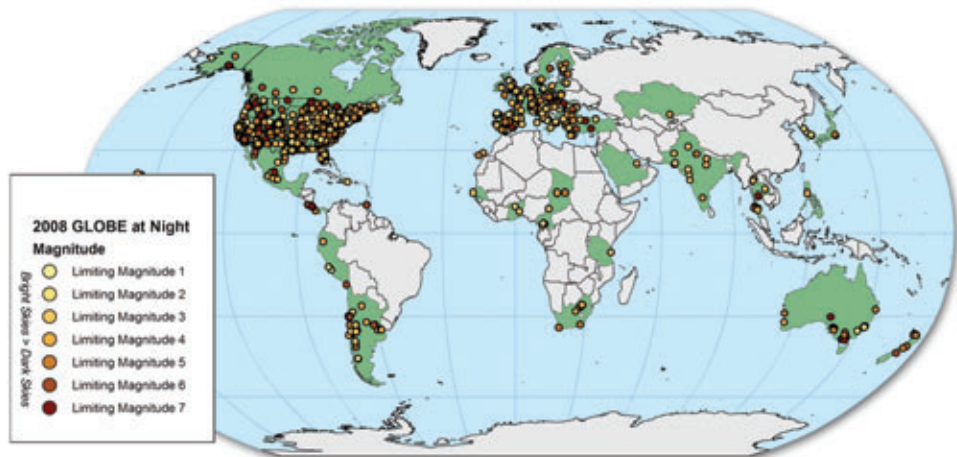 2008 GLOBE at Night
Magnitude
Limiting Magnitude 1
Limiting Magnitude 2
Limiting Magnitude 3
Limiting Magnitude 4
Limiting Magnitude 5
Limiting Magnitude 6
Limiting Magnitude 7
Bright Skies > Dark Skies